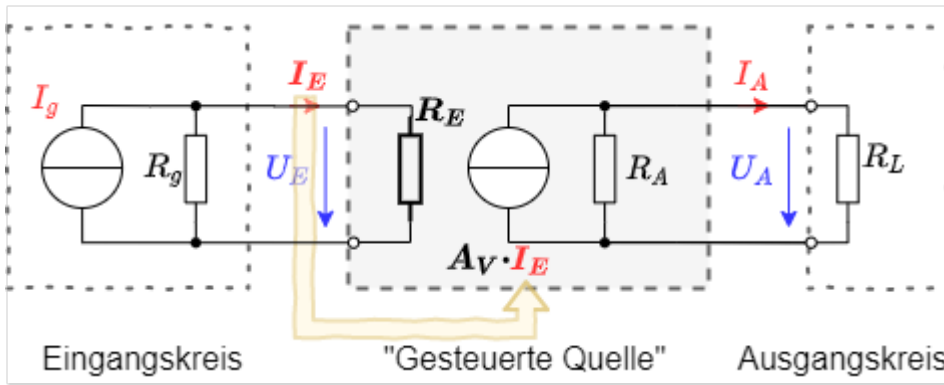 I_g
R_g
I_E
U_E
R_E
A_V·I_E
R_A
I_A
U_A
R_L
Eingangskreis
"Gesteuerte Quelle"
Ausgangskreis